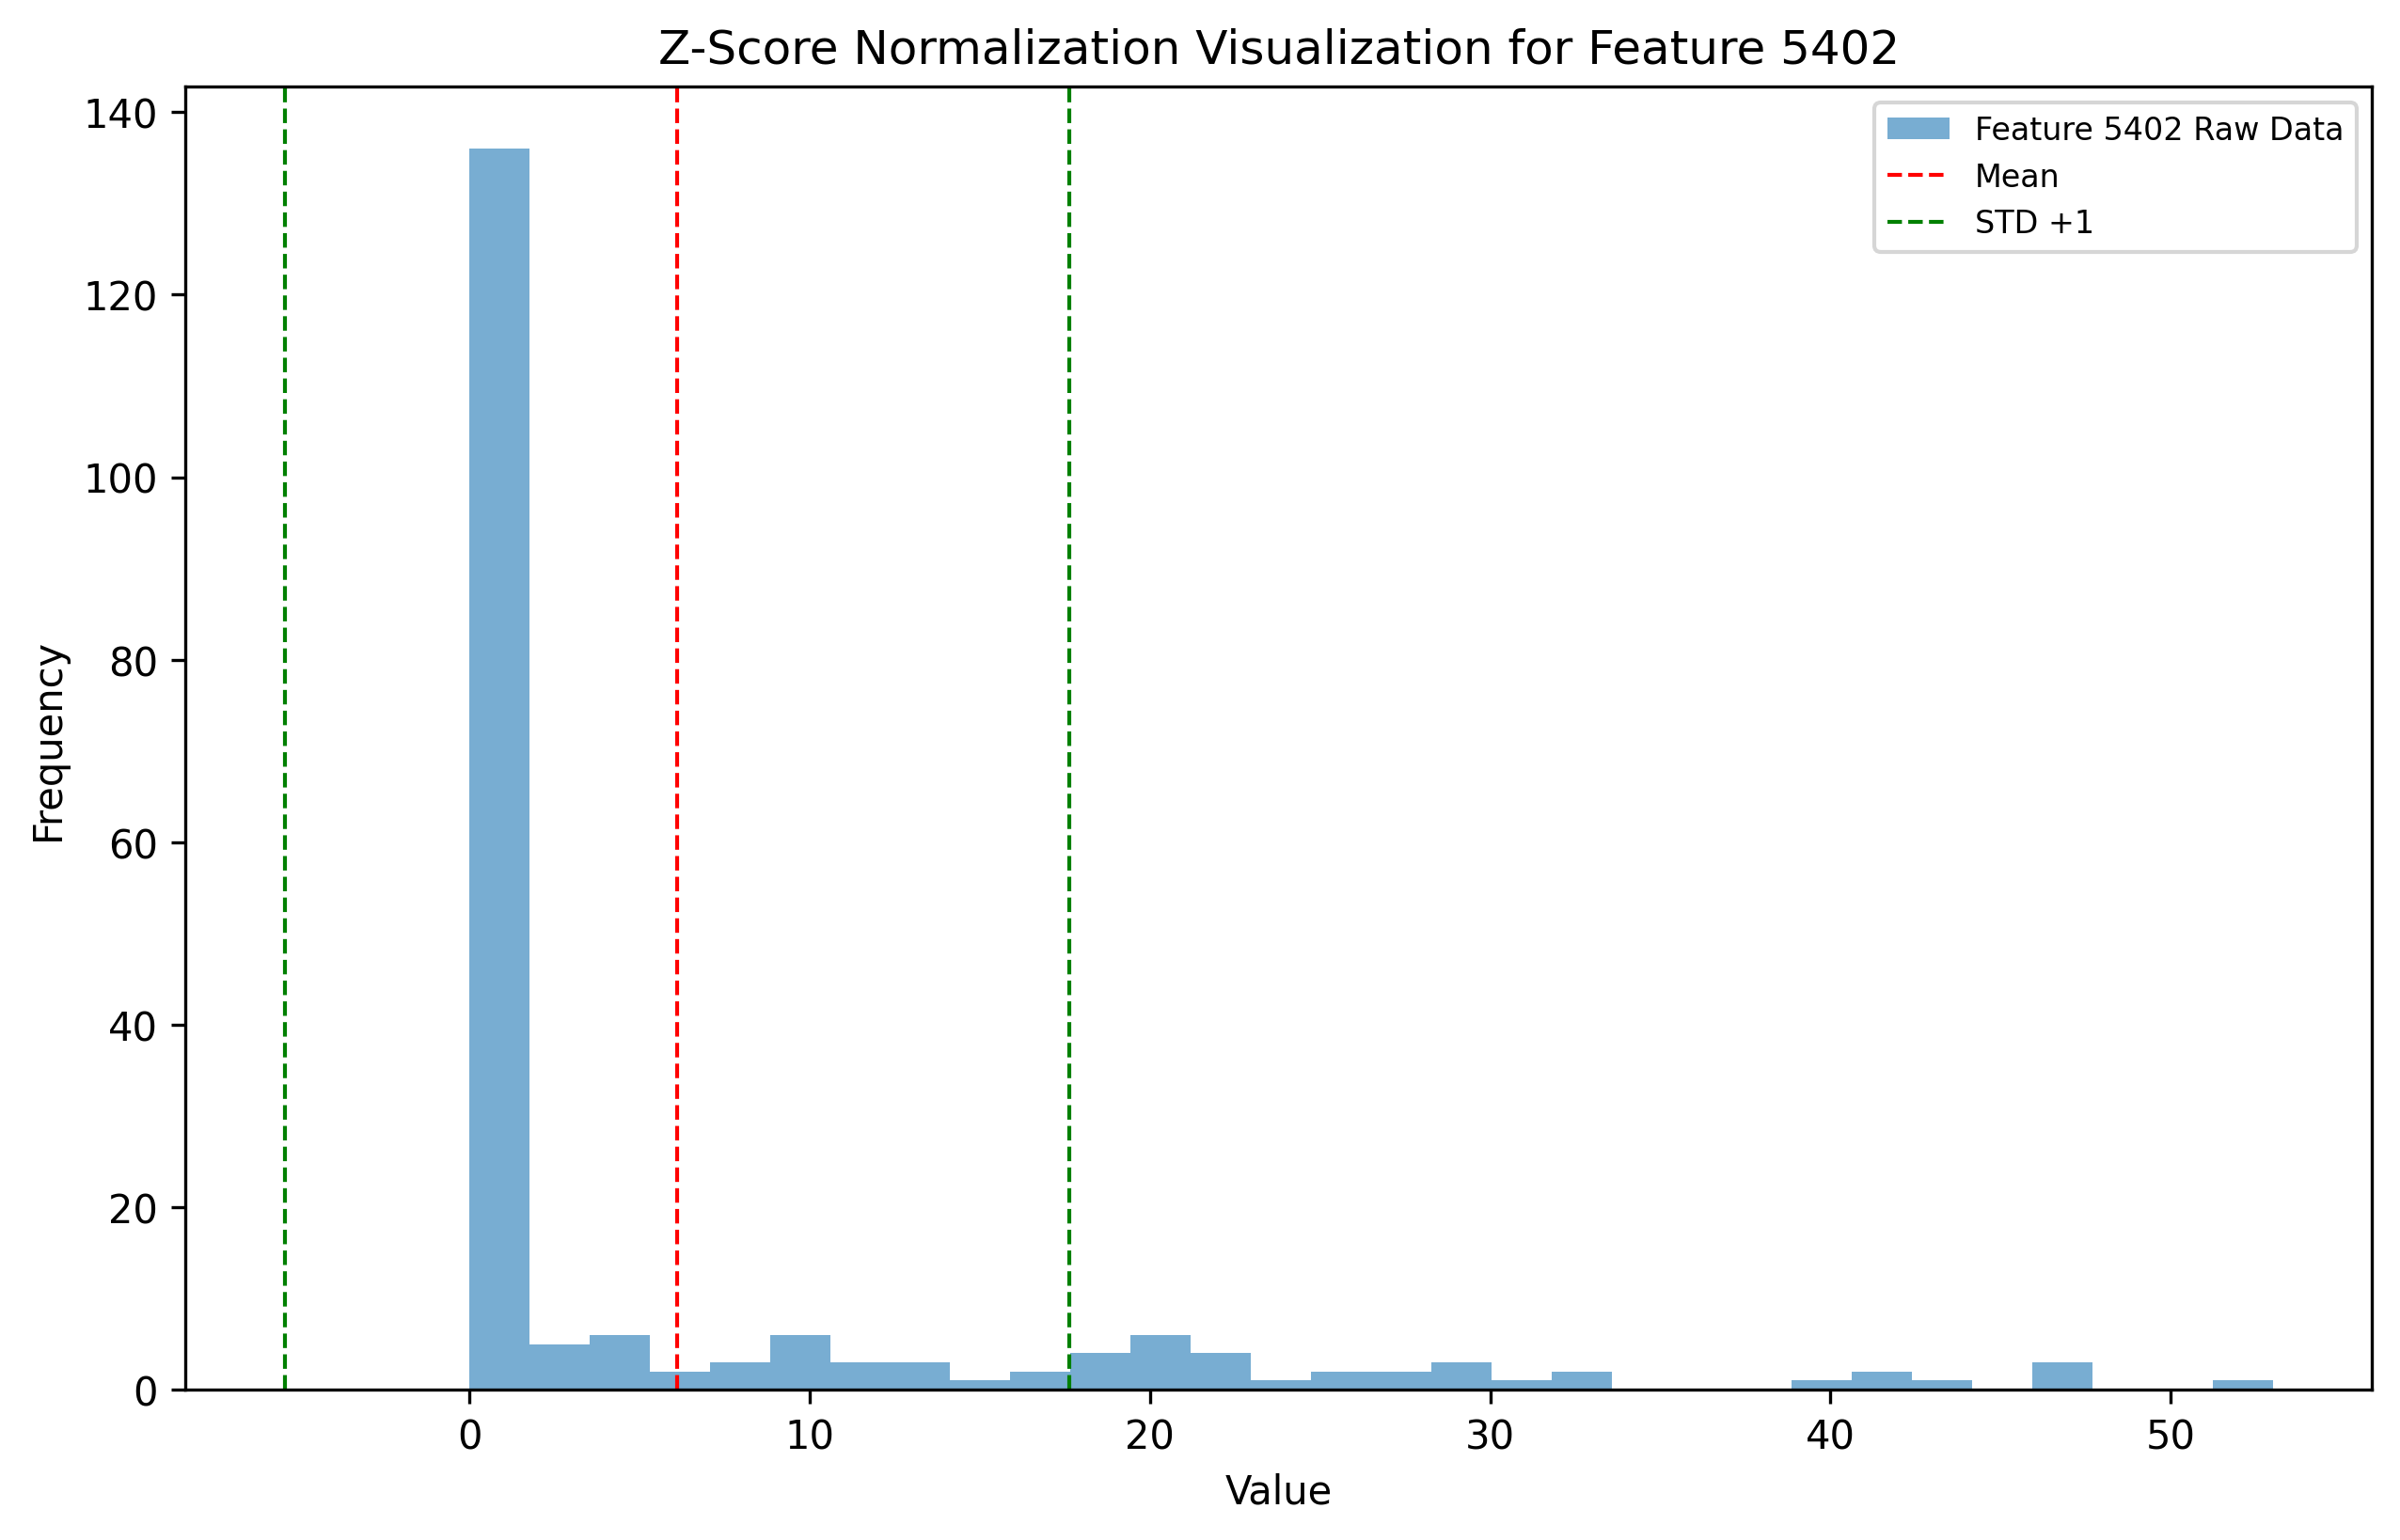 Z-Score Normalization Visualization for Feature 5402
Feature 5402 Raw Data
Mean
STD +1
140
120
100
80
60
40
20
0
Frequency
0 10 20 30 40 50
Value